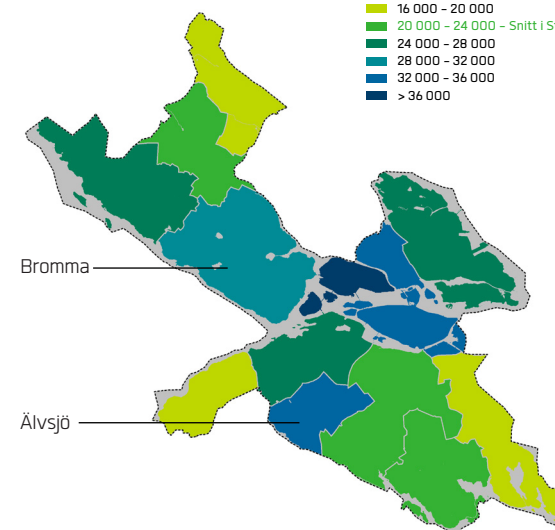 16 000 – 20 000
20 000 – 24 000 – Snitt i
24 000 – 28 000
28 000 – 32 000
32 000 – 36 000
> 36 000
Bromma
Älvsjö